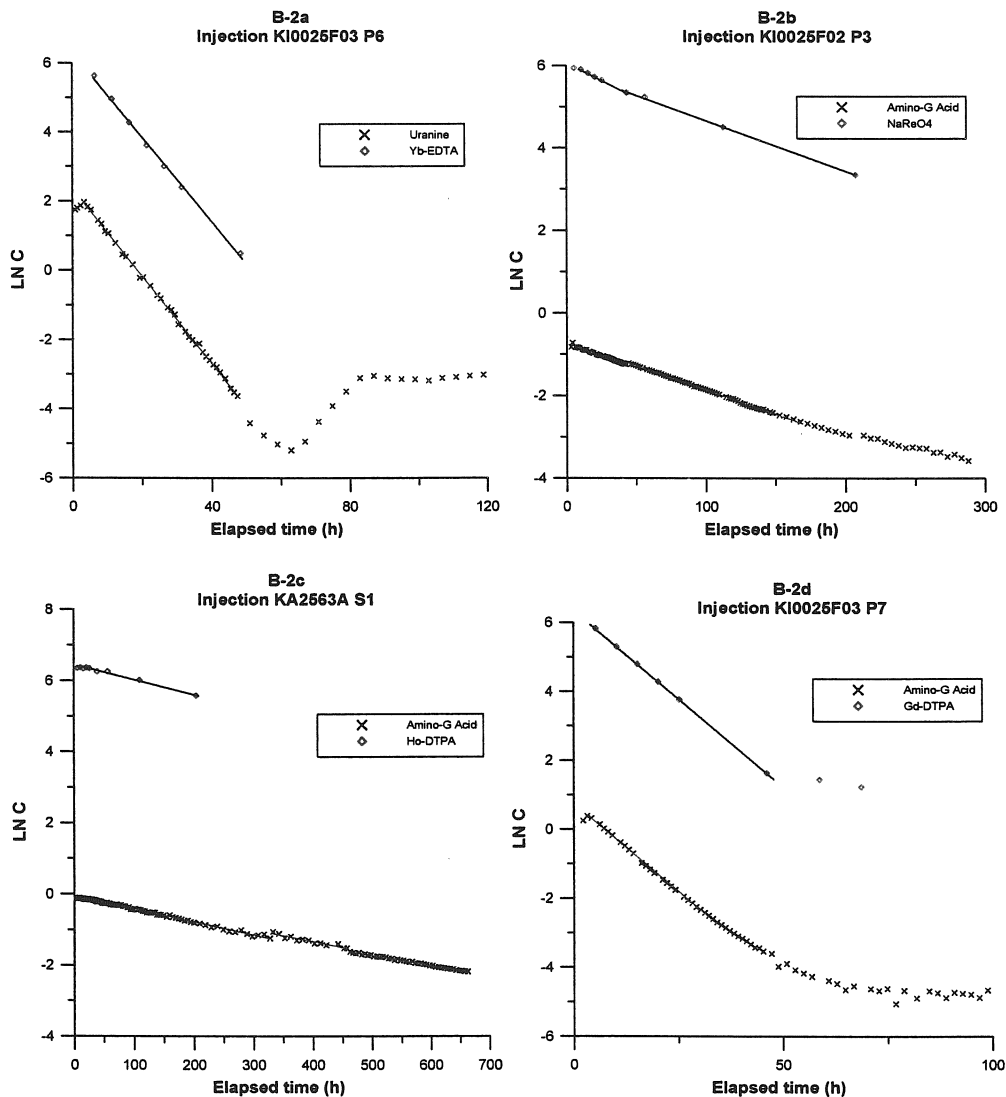 B-2a
Injection KI0025F03 P6
6
4
2
0
-2
-4
-6
LN C
Uranine
Yb-EDTA
0
40
80
120
Elapsed time (h)
B-2b
Injection KI0025F02 P3
6
4
2
0
-2
-4
LN C
Amino-G Acid
NaReO4
0
100
200
300
Elapsed time (h)
B-2c
Injection KA2563A S1
8
6
4
2
0
-2
-4
LN C
Amino-G Acid
Ho-DTPA
0
100
200
300
400
500
600
700
Elapsed time (h)
B-2d
Injection KI0025F03 P7
6
4
2
0
-2
-4
-6
LN C
Amino-G Acid
Gd-DTPA
0
50
100
Elapsed time (h)